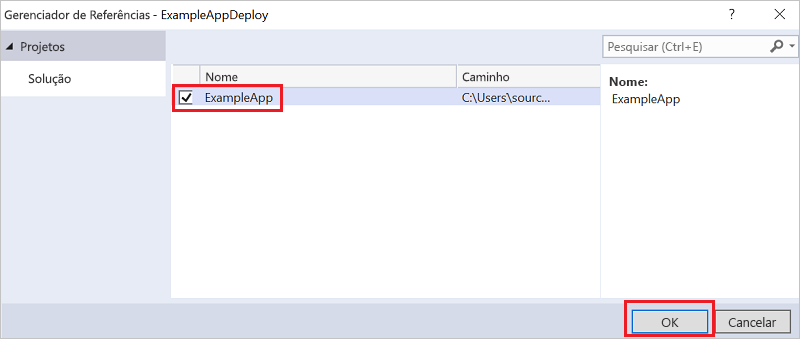 Gerenciador de Referências - ExampleAppDeploy
? ×
Projetos
Solução
Pesquisar (Ctrl+E)
Nome Caminho
ExampleApp C:\Users\sourc...
Nome:
ExampleApp
OK Cancelar